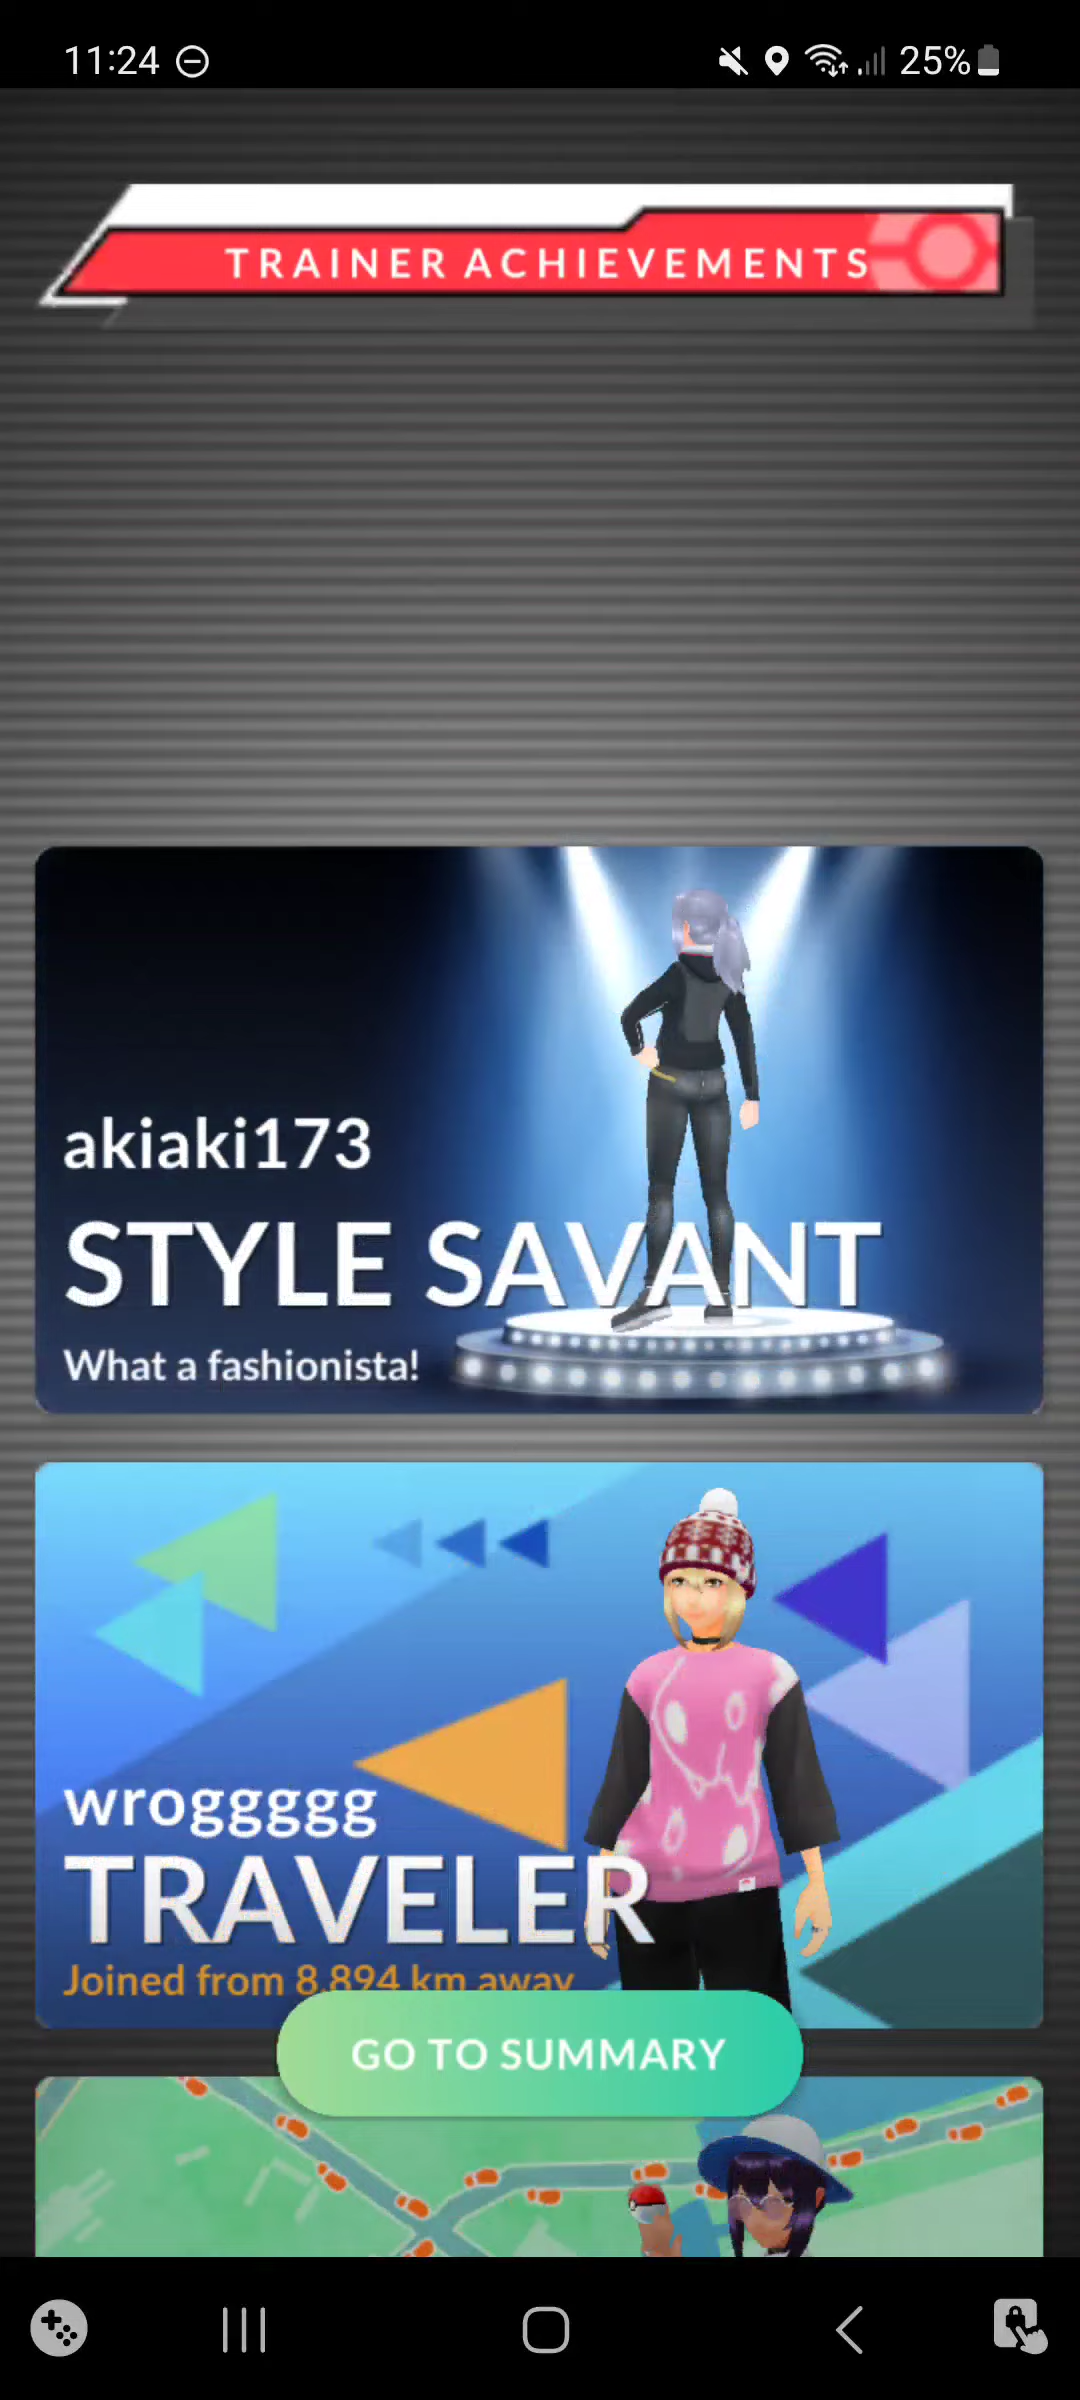 11:24
25%
TRAINER ACHIEVEMENTS
akiaki173
STYLE SAVANT
What a fashionista!
wroggggg
TRAVELER
Joined from 8,894 km away
GO TO SUMMARY